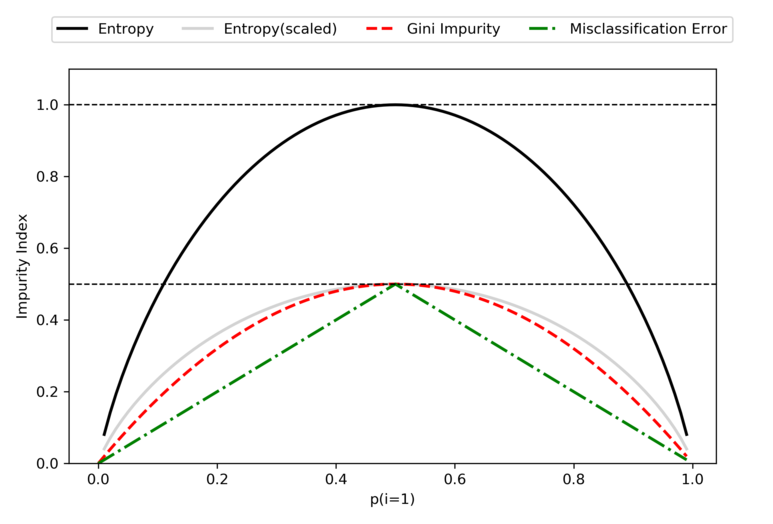 Entropy Entropy(scaled) Gini Impurity Misclassification Error
1.0
0.8
0.6
0.4
0.2
0.0
Impurity Index
0.0 0.2 0.4 0.6 0.8 1.0
p(i=1)